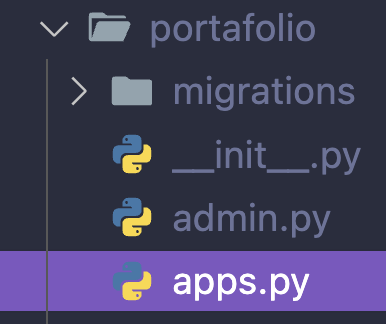 portafolio
migrations
__init__.py
admin.py
apps.py